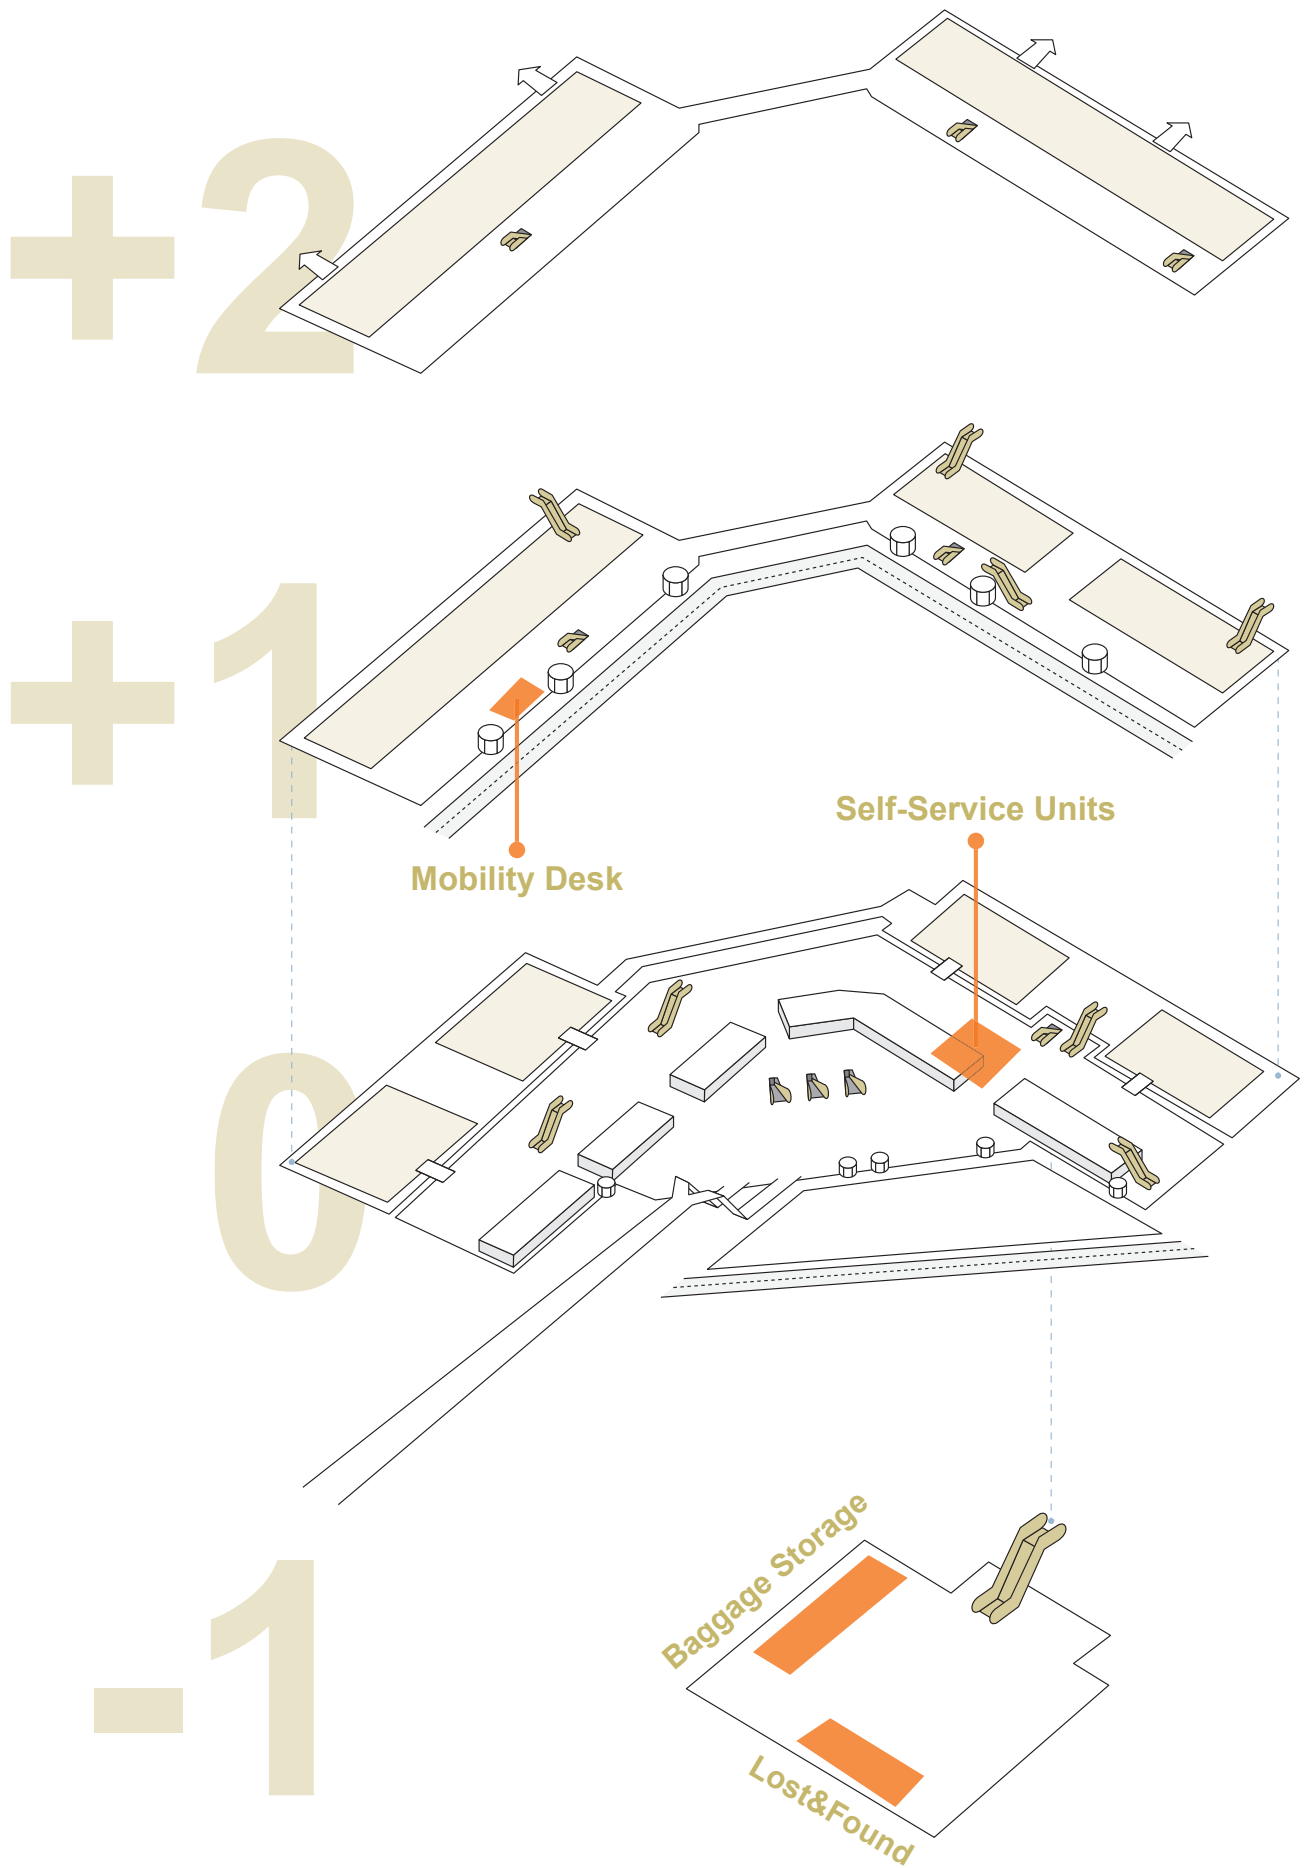 +2
+1
Self-Service Units
Mobility Desk
0
Baggage Storage
-1
Lost&Found